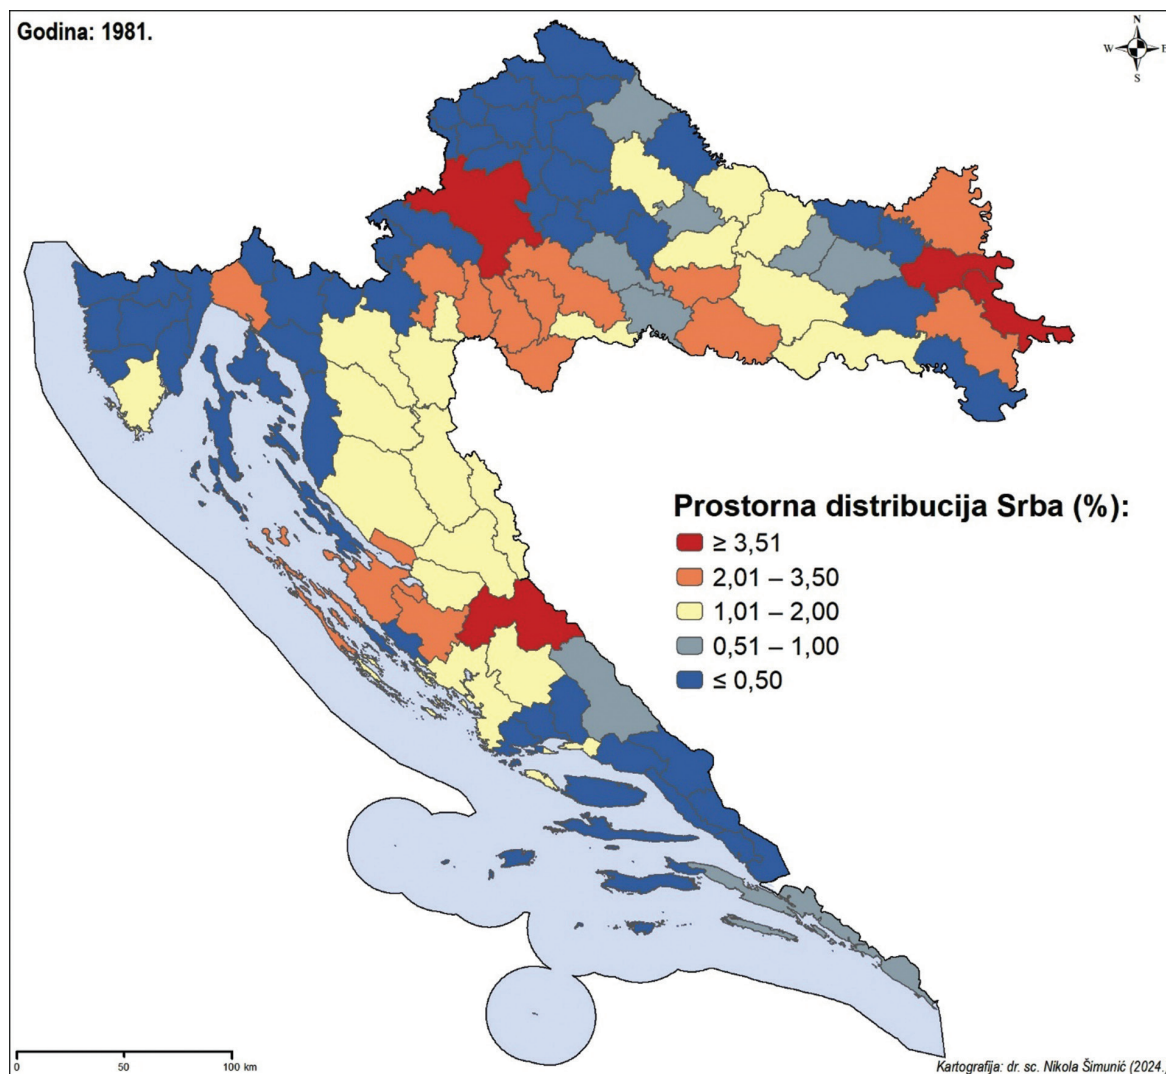 Godina: 1981.
N
W E
S
Prostorna distribucija Srba (%):
≥ 3,51
2,01 – 3,50
1,01 – 2,00
0,51 – 1,00
≤ 0,50
0 50 100 km
Kartografija: dr. sc. Nikola Šimunić (2024.)